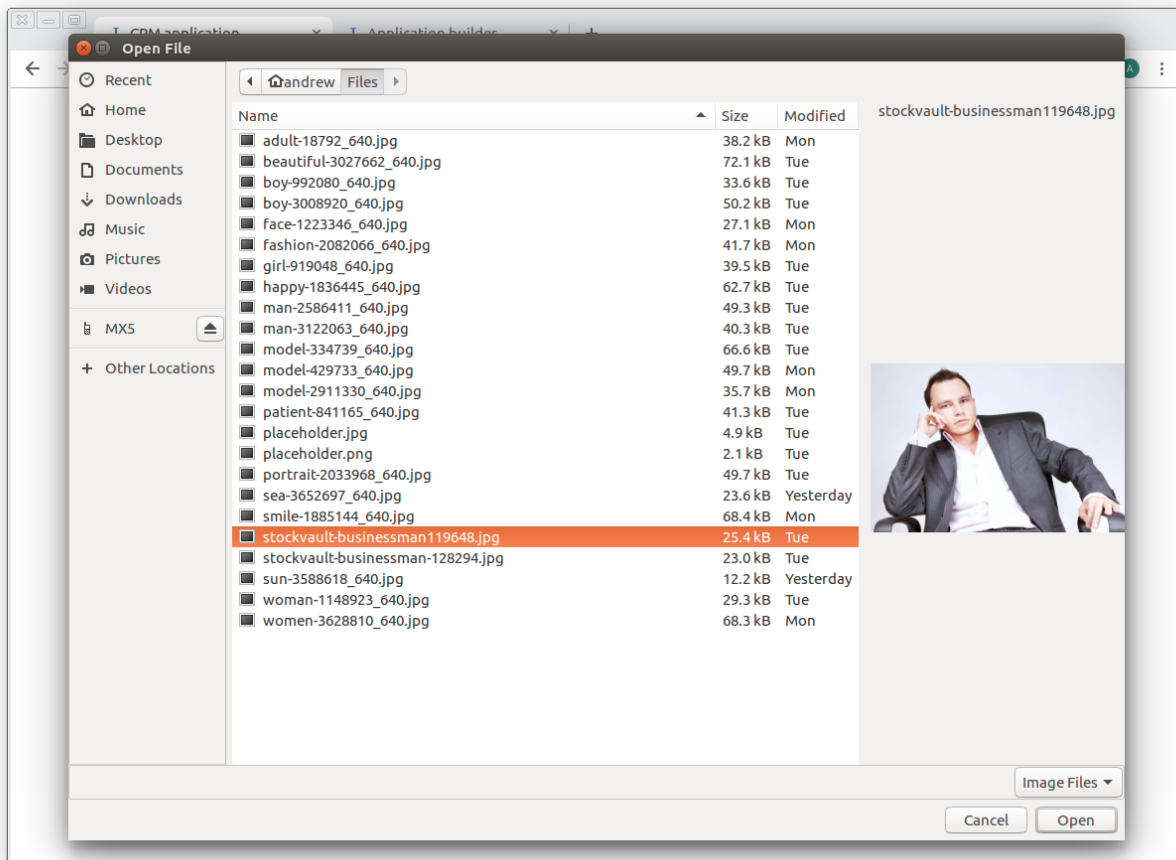 CRM application
Application builder
Open File
A
Recent
Home
Desktop
Documents
Downloads
Music
Pictures
Videos
MX5
Other Locations
andrew Files
Name Size Modified
adult-18792_640.jpg 38.2 kB Mon
beautiful-3027662_640.jpg 72.1 kB Tue
boy-992080_640.jpg 33.6 kB Tue
boy-3008920_640.jpg 50.2 kB Tue
face-1223346_640.jpg 27.1 kB Mon
fashion-2082066_640.jpg 41.7 kB Mon
girl-919048_640.jpg 39.5 kB Tue
happy-1836445_640.jpg 62.7 kB Tue
man-2586411_640.jpg 49.3 kB Tue
man-3122063_640.jpg 40.3 kB Tue
model-334739_640.jpg 66.6 kB Tue
model-429733_640.jpg 49.7 kB Mon
model-2911330_640.jpg 35.7 kB Mon
patient-841165_640.jpg 41.3 kB Tue
placeholder.jpg 4.9 kB Tue
placeholder.png 2.1 kB Tue
portrait-2033968_640.jpg 49.7 kB Tue
sea-3652697_640.jpg 23.6 kB Yesterday
smile-1885144_640.jpg 68.4 kB Mon
stockvault-businessman119648.jpg 25.4 kB Tue
stockvault-businessman-128294.jpg 23.0 kB Tue
sun-3588618_640.jpg 12.2 kB Yesterday
woman-1148923_640.jpg 29.3 kB Tue
women-3628810_640.jpg 68.3 kB Mon
stockvault-businessman119648.jpg
Image Files
Cancel Open